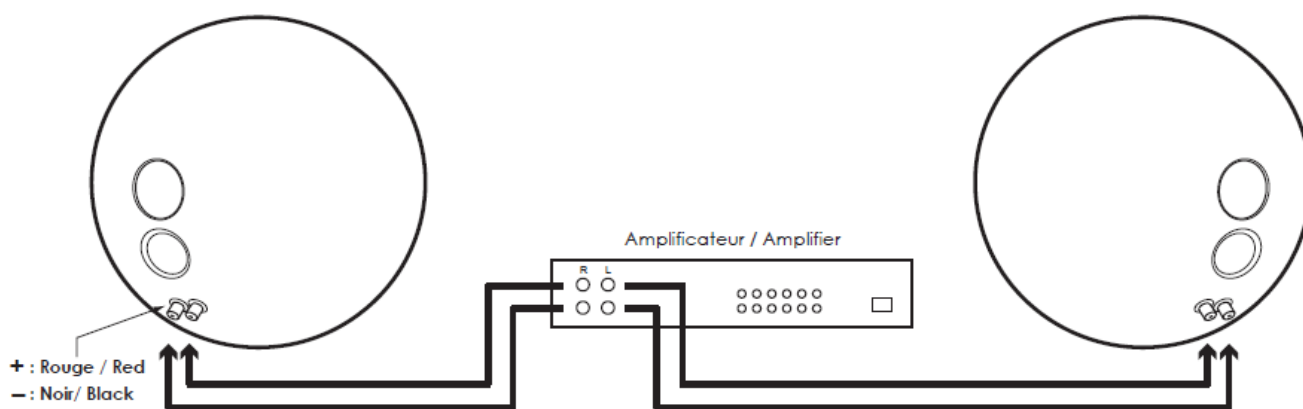 Amplificateur / Amplifier
R L
+ : Rouge / Red
– : Noir/ Black